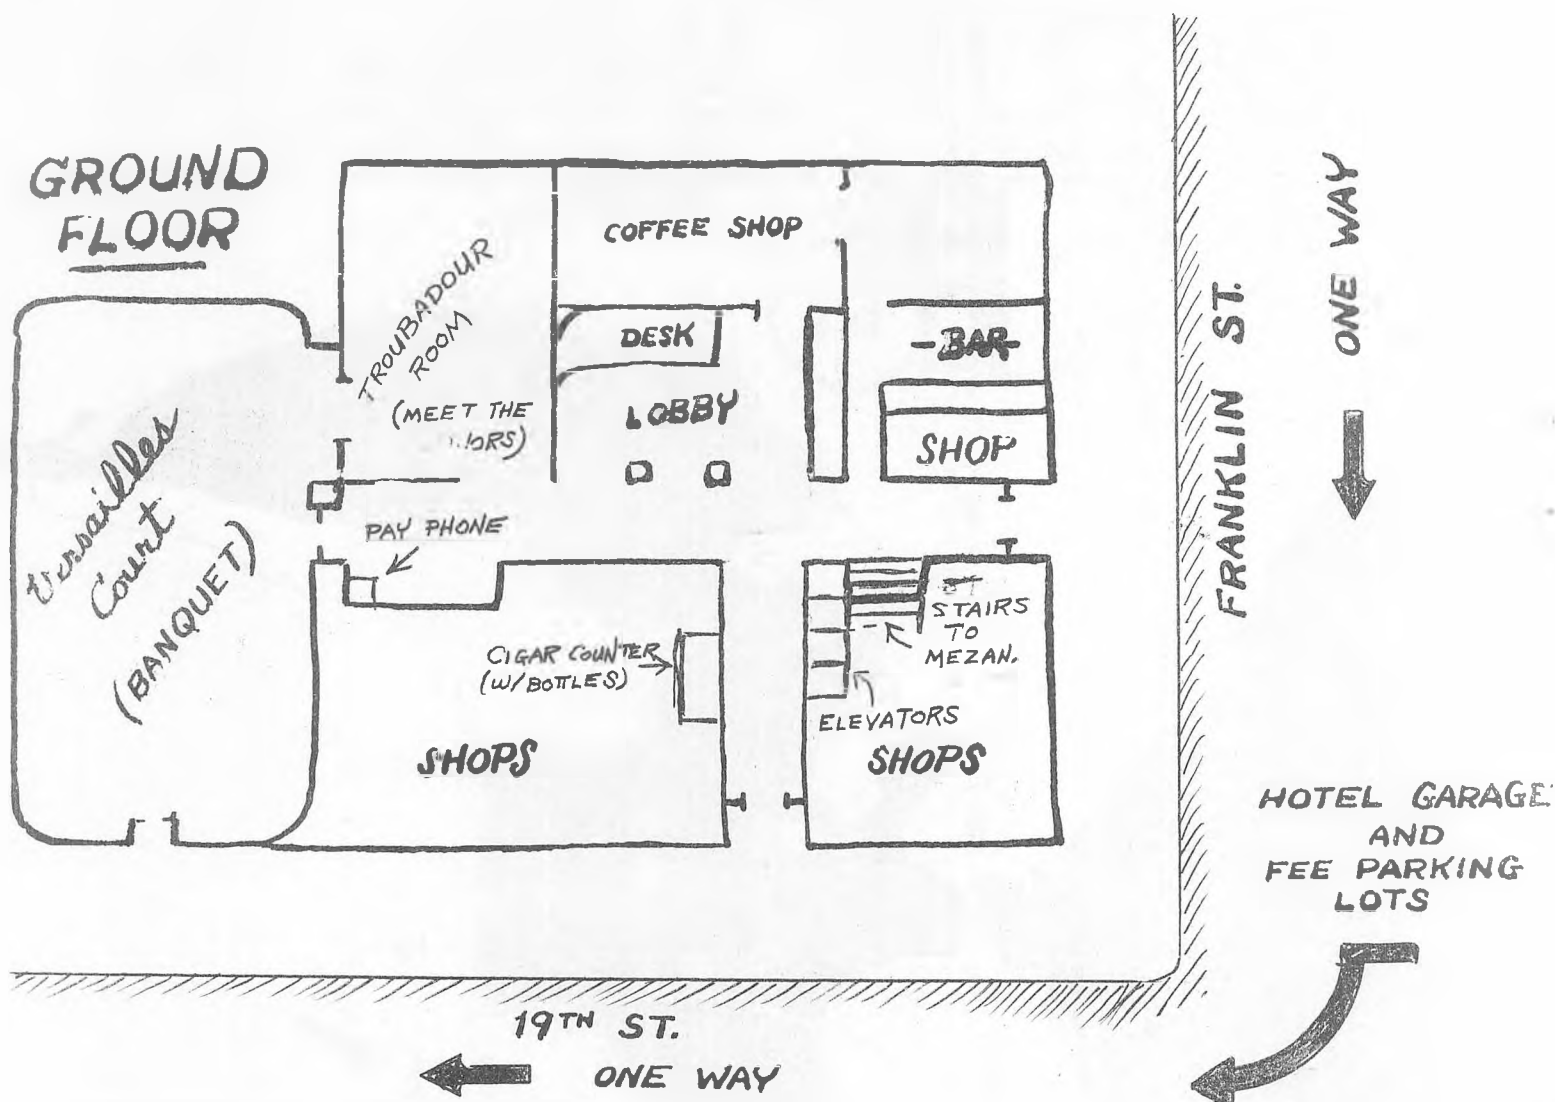 GROUND
FLOOR
COFFEE SHOP
TROUBADOUR
ROOM
(MEET THE
DESK
LOBBY
-BAR-
SHOP
Versailles
Court
(BANQUET)
PAY PHONE
CIGAR COUNTER
(W/BOTTLES)
STAIRS
TO
MEZAN.
ELEVATORS
SHOPS
SHOPS
FRANKLIN ST.
ONE WAY
HOTEL GARAGE
AND
FEE PARKING
LOTS
19TH ST.
ONE WAY